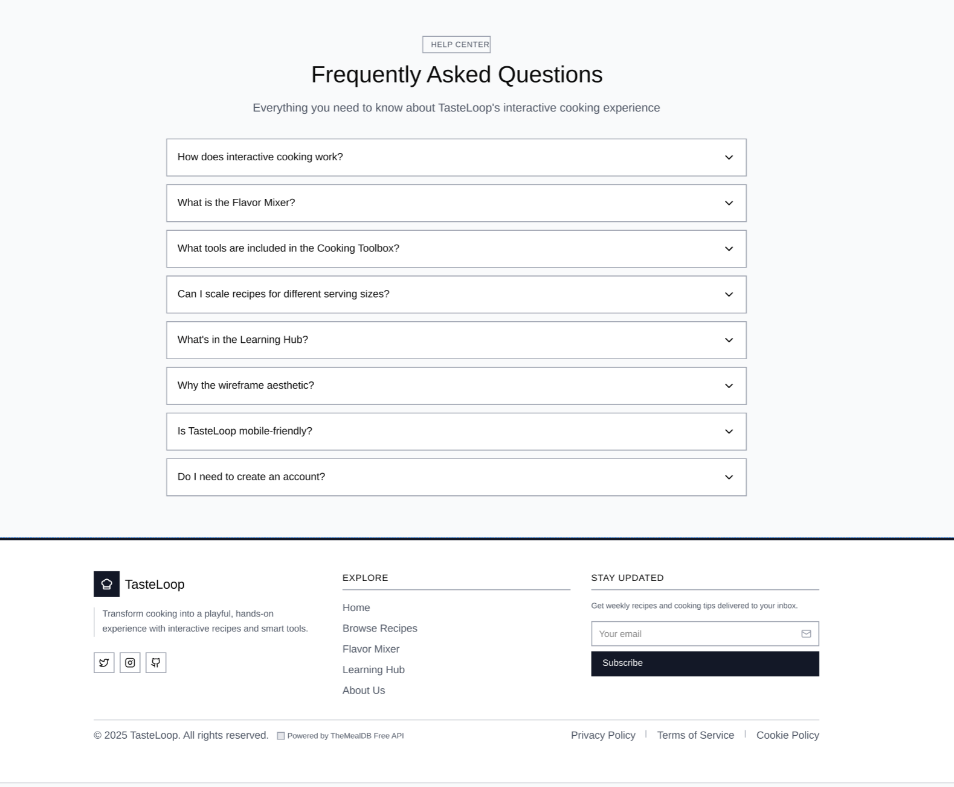 HELP CENTER
Frequently Asked Questions
Everything you need to know about TasteLoop's interactive cooking experience
How does interactive cooking work?
What is the Flavor Mixer?
What tools are included in the Cooking Toolbox?
Can I scale recipes for different serving sizes?
What's in the Learning Hub?
Why the wireframe aesthetic?
Is TasteLoop mobile-friendly?
Do I need to create an account?
TasteLoop
Transform cooking into a playful, hands-on
experience with interactive recipes and smart tools.
EXPLORE
Home
Browse Recipes
Flavor Mixer
Learning Hub
About Us
STAY UPDATED
Get weekly recipes and cooking tips delivered to your inbox.
Your email
Subscribe
© 2025 TasteLoop. All rights reserved. Powered by TheMealDB Free API
Privacy Policy Terms of Service Cookie Policy